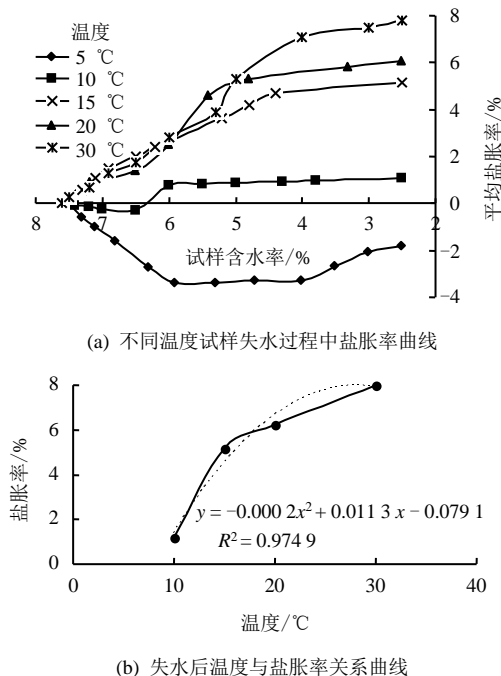 温度
5 ℃
10 ℃
15 ℃
20 ℃
30 ℃
8
6
4
2
0
−2
−4
平均盐胀率/%
8 7 6 5 4 3 2
试样含水率/%
(a) 不同温度试样失水过程中盐胀率曲线
8
6
4
2
0
盐胀率/%
y = −0.000 2x² + 0.011 3 x − 0.079 1
R² = 0.974 9
0 10 20 30 40
温度/℃
(b) 失水后温度与盐胀率关系曲线